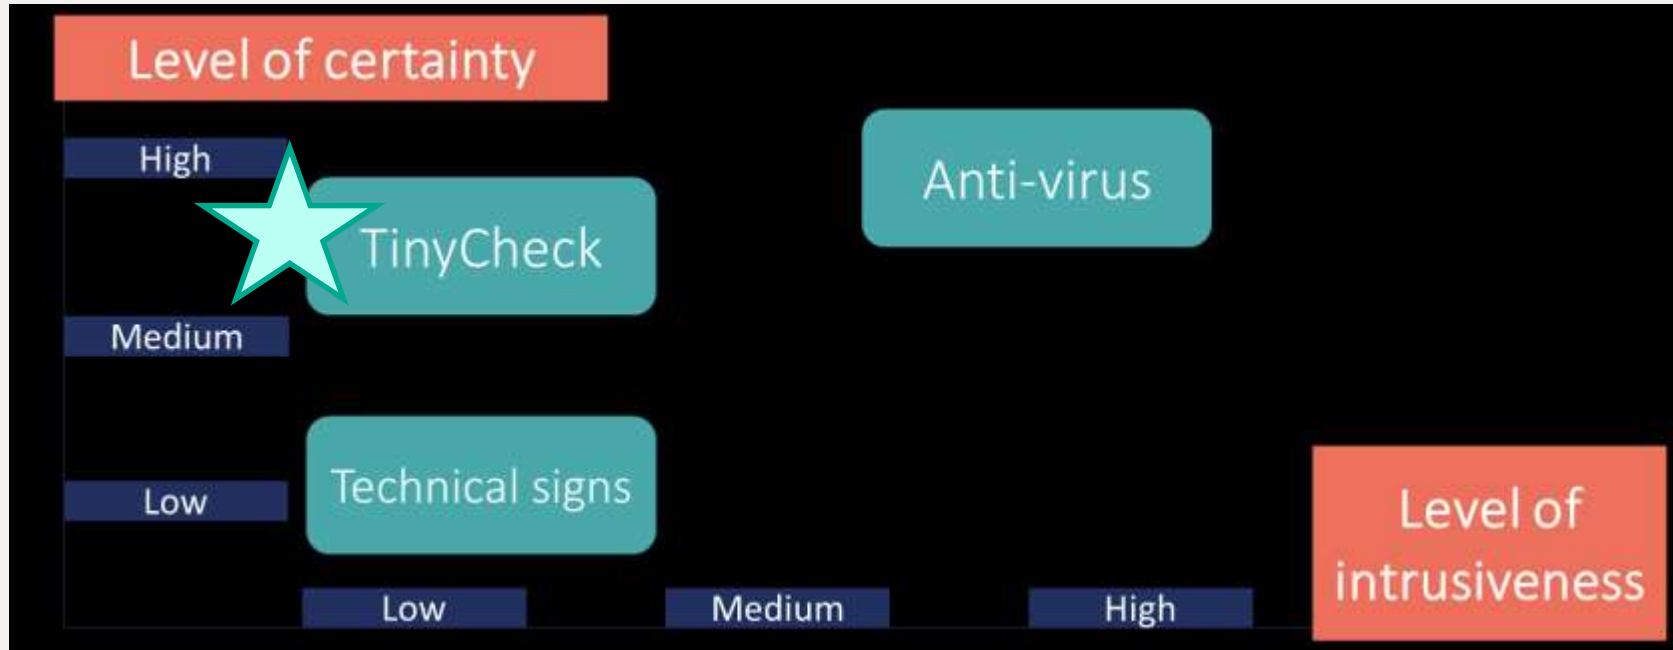 Level of certainty
High
Anti-virus
TinyCheck
Medium
Technical signs
Low
Level of
intrusiveness
Low
Medium
High